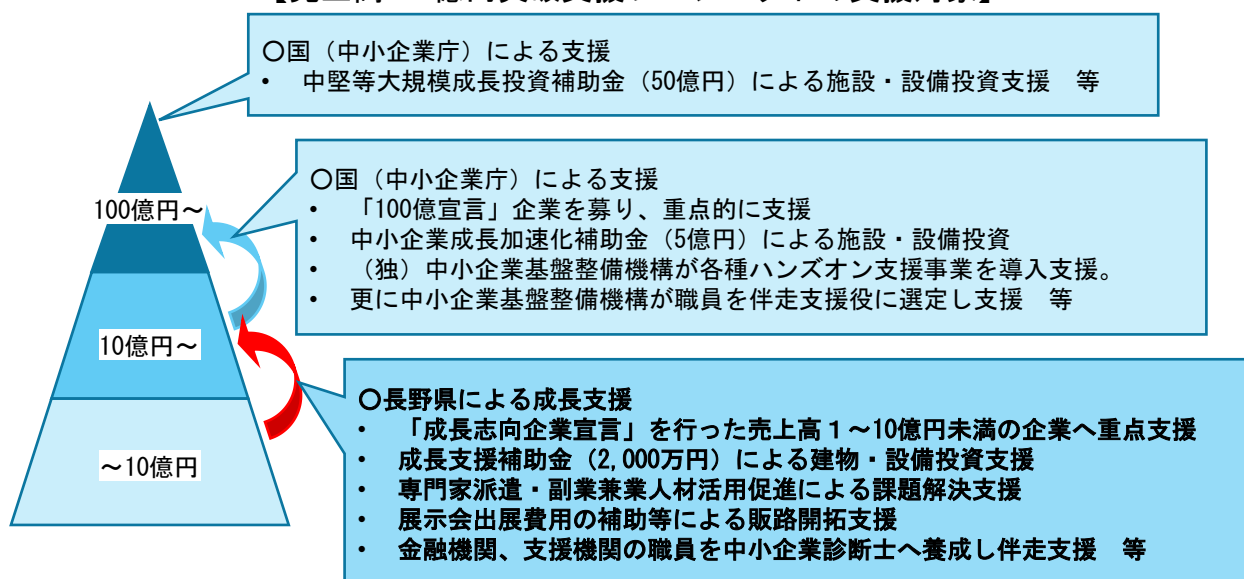 〇国（中小企業庁）による支援
• 中堅等大規模成長投資補助金（50億円）による施設・設備投資支援　等
〇国（中小企業庁）による支援
• 「100億宣言」企業を募り、重点的に支援
• 中小企業成長加速化補助金（5億円）による施設・設備投資
• （独）中小企業基盤整備機構が各種ハンズオン支援事業を導入支援。
• 更に中小企業基盤整備機構が職員を伴走支援役に選定し支援　等
100億円～
10億円～
～10億円
〇長野県による成長支援
• 「成長志向企業宣言」を行った売上高１～10億円未満の企業へ重点支援
• 成長支援補助金（2,000万円）による建物・設備投資支援
• 専門家派遣・副業兼業人材活用促進による課題解決支援
• 展示会出展費用の補助等による販路開拓支援
• 金融機関、支援機関の職員を中小企業診断士へ養成し伴走支援　等